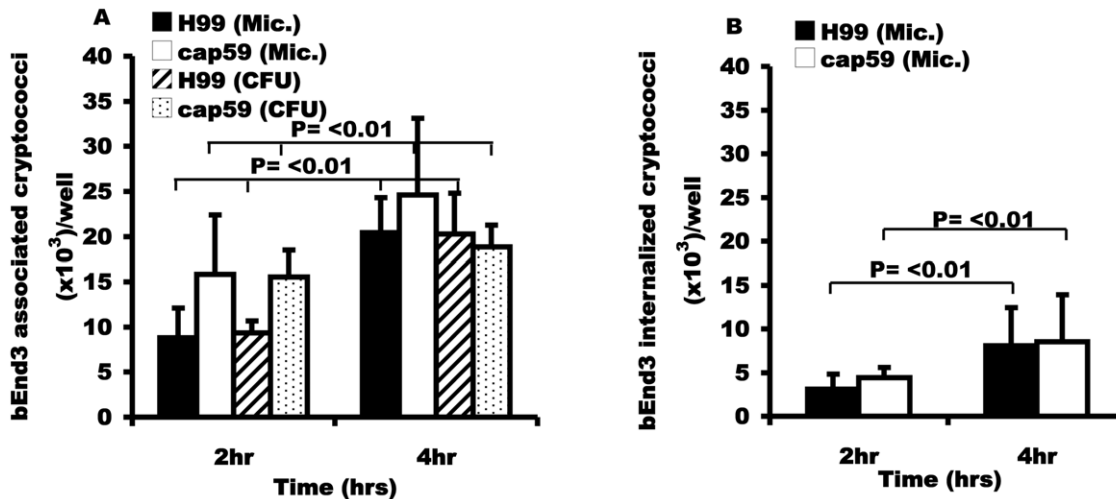 A
H99 (Mic.)
cap59 (Mic.)
H99 (CFU)
cap59 (CFU)
bEnd3 associated cryptococci
(x10³)/well
40
35
30
25
20
15
10
5
0
P= <0.01
P= <0.01
2hr
4hr
Time (hrs)
B
H99 (Mic.)
cap59 (Mic.)
bEnd3 internalized cryptococci
(x10³)/well
40
35
30
25
20
15
10
5
0
P= <0.01
P= <0.01
2hr
4hr
Time (hrs)